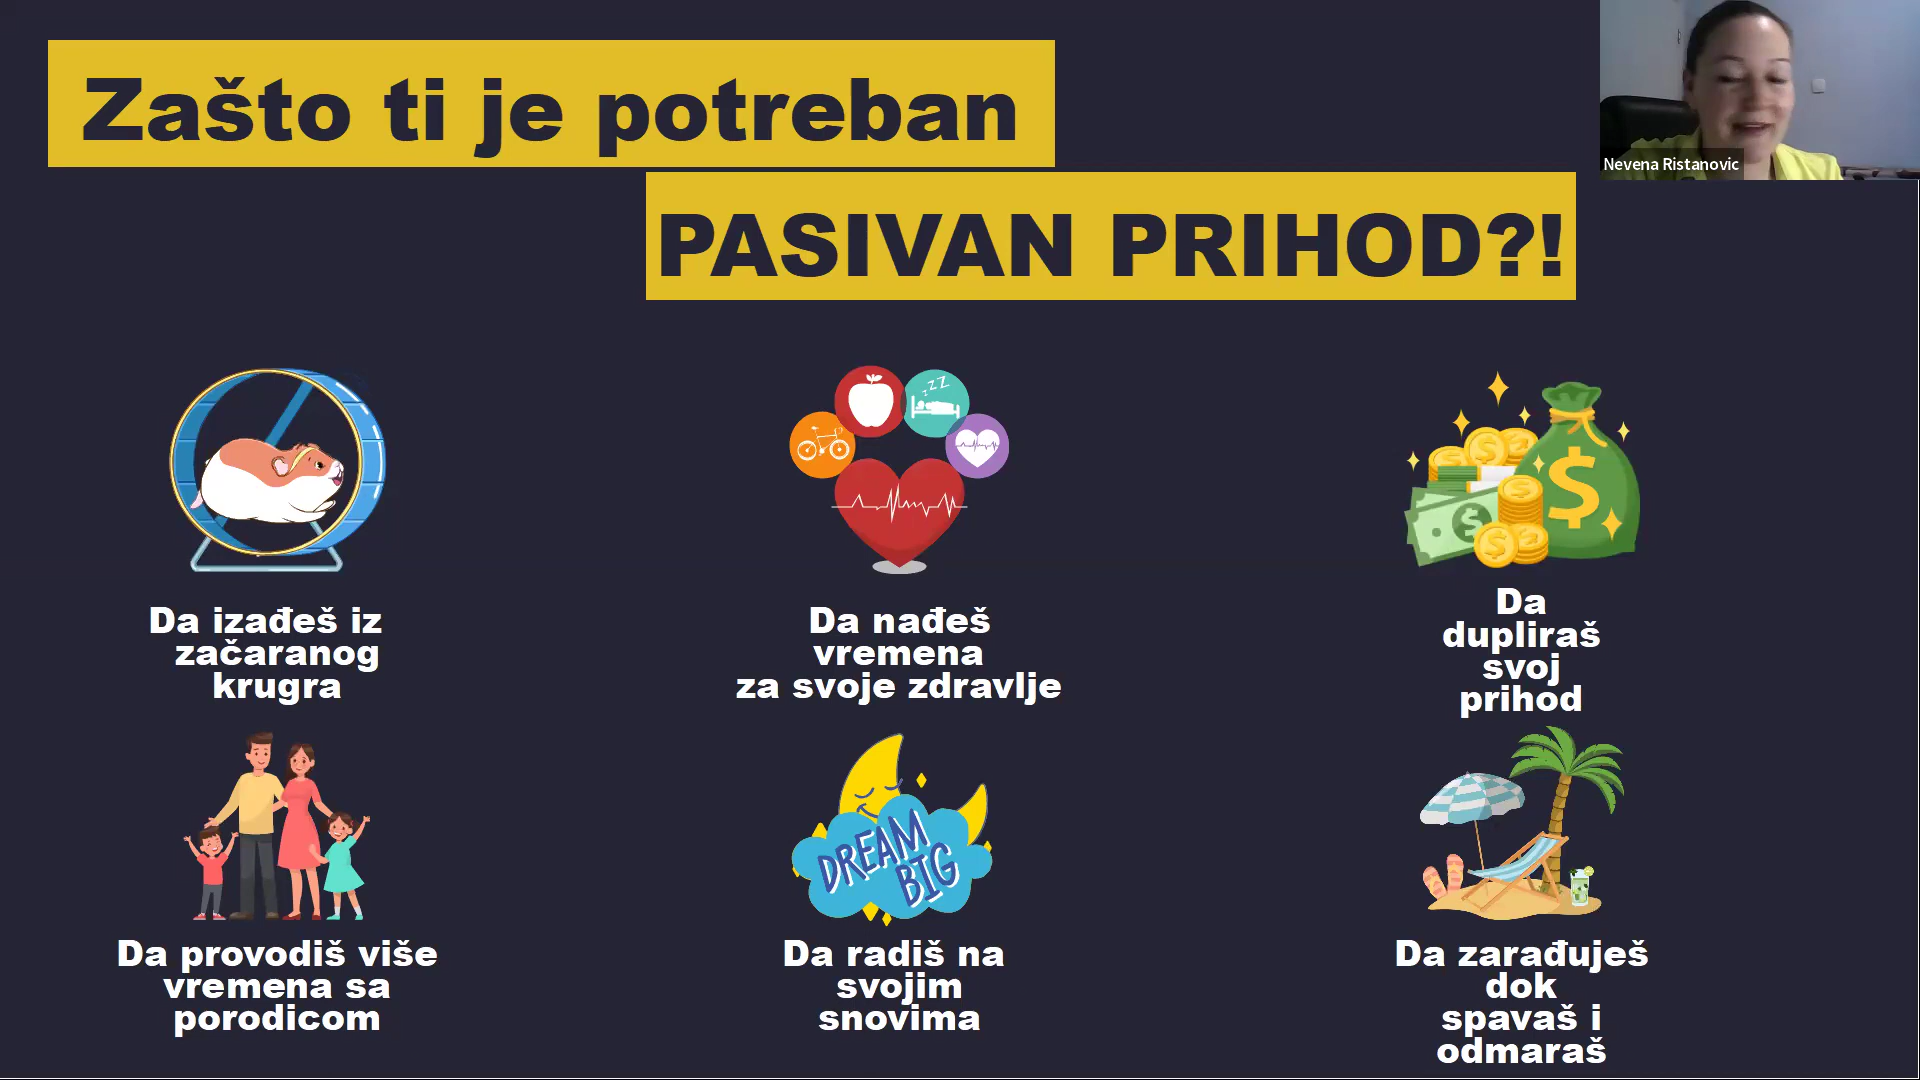 Zašto ti je potreban
PASIVAN PRIHOD?!
Nevena Ristanovic
Da izađeš iz
začaranog
krugra
Da nađeš
vremena
za svoje zdravlje
Da
dupliraš
svoj
prihod
DREAM
BIG
Da provodiš više
vremena sa
porodicom
Da radiš na
svojim
snovima
Da zarađuješ
dok
spavaš i
odmaraš